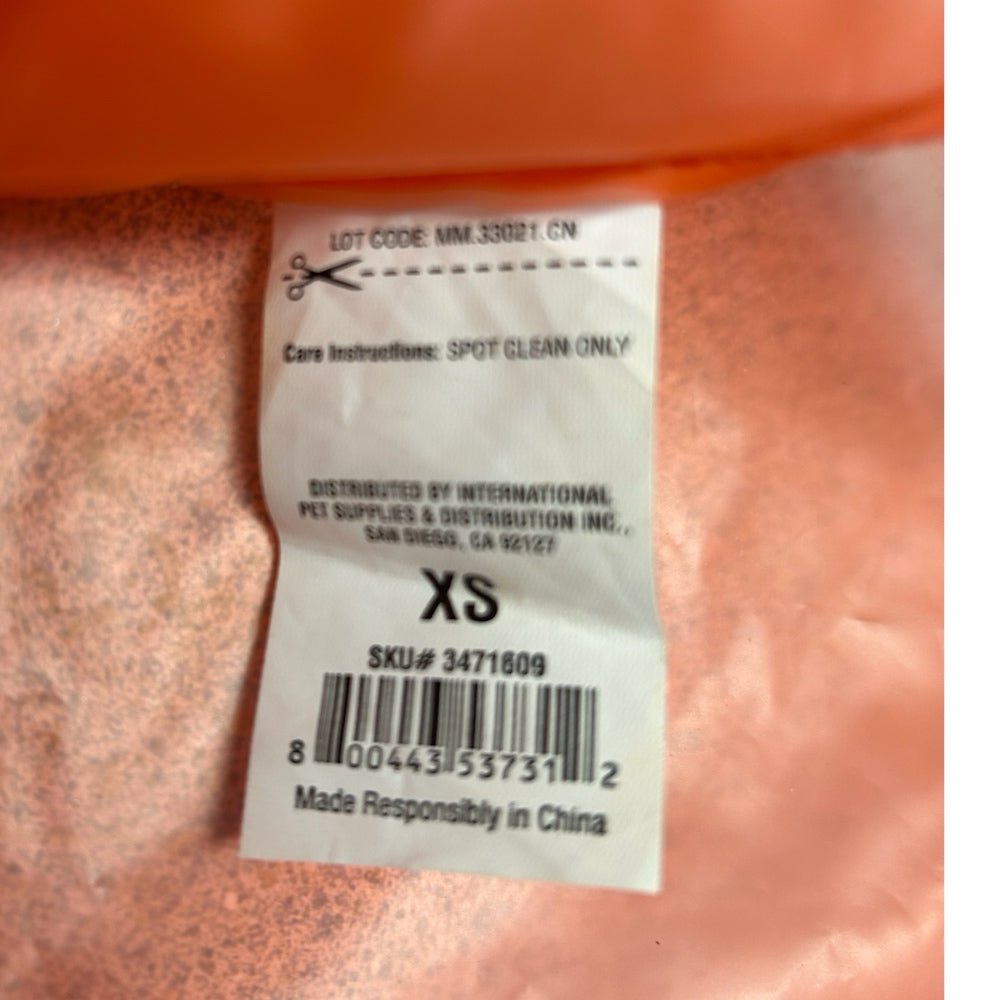 LOT CODE: MM.33021.CN
Care Instructions: SPOT CLEAN ONLY
DISTRIBUTED BY INTERNATIONAL
PET SUPPLIES & DISTRIBUTION INC.,
SAN DIEGO, CA 92127
XS
SKU# 3471609
8 00443 53731 2
Made Responsibly in China